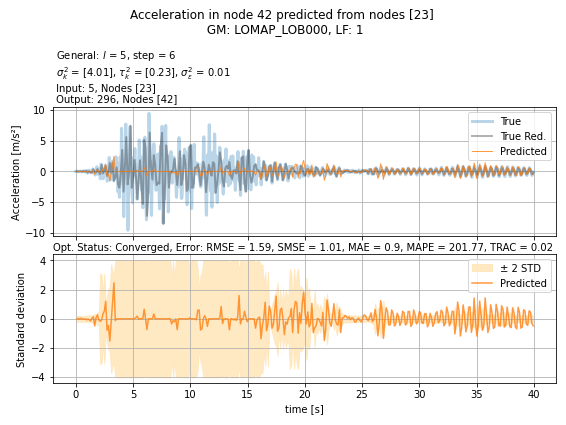 Acceleration in node 42 predicted from nodes [23]
GM: LOMAP_LOB000, LF: 1
General: l = 5, step = 6
σ²ₖ = [4.01], τ²ₖ = [0.23], σ²ε = 0.01
Input: 5, Nodes [23]
Output: 296, Nodes [42]
10
5
0
−5
−10
Acceleration [m/s²]
True
True Red.
Predicted
Opt. Status: Converged, Error: RMSE = 1.59, SMSE = 1.01, MAE = 0.9, MAPE = 201.77, TRAC = 0.02
4
2
0
−2
−4
Standard deviation
± 2 STD
Predicted
0 5 10 15 20 25 30 35 40
time [s]